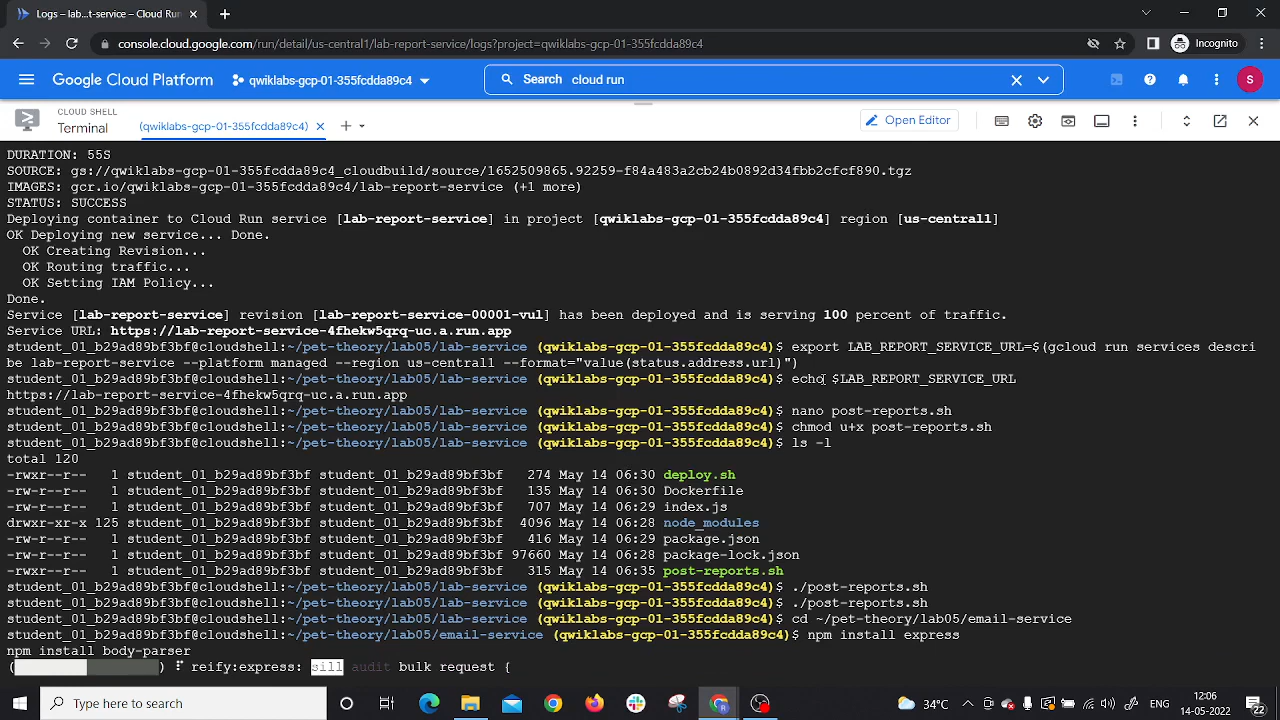 Logs – lab...t-service – Cloud Run
console.cloud.google.com/run/detail/us-central1/lab-report-service/logs?project=qwiklabs-gcp-01-355fcdda89c4
Incognito
Google Cloud Platform
qwiklabs-gcp-01-355fcdda89c4
Search cloud run
S
CLOUD SHELL
Terminal
(qwiklabs-gcp-01-355fcdda89c4)
Open Editor
DURATION: 55S
SOURCE: gs://qwiklabs-gcp-01-355fcdda89c4_cloudbuild/source/1652509865.92259-f84a483a2cb24b0892d34fbb2cfcf890.tgz
IMAGES: gcr.io/qwiklabs-gcp-01-355fcdda89c4/lab-report-service (+1 more)
STATUS: SUCCESS
Deploying container to Cloud Run service [lab-report-service] in project [qwiklabs-gcp-01-355fcdda89c4] region [us-central1]
OK Deploying new service... Done.
OK Creating Revision...
OK Routing traffic...
OK Setting IAM Policy...
Done.
Service [lab-report-service] revision [lab-report-service-00001-vul] has been deployed and is serving 100 percent of traffic.
Service URL: https://lab-report-service-4fhekw5qrq-uc.a.run.app
student_01_b29ad89bf3bf@cloudshell:~/pet-theory/lab05/lab-service (qwiklabs-gcp-01-355fcdda89c4)$ export LAB_REPORT_SERVICE_URL=$(gcloud run services descri
be lab-report-service --platform managed --region us-central1 --format="value(status.address.url)")
student_01_b29ad89bf3bf@cloudshell:~/pet-theory/lab05/lab-service (qwiklabs-gcp-01-355fcdda89c4)$ echo $LAB_REPORT_SERVICE_URL
https://lab-report-service-4fhekw5qrq-uc.a.run.app
student_01_b29ad89bf3bf@cloudshell:~/pet-theory/lab05/lab-service (qwiklabs-gcp-01-355fcdda89c4)$ nano post-reports.sh
student_01_b29ad89bf3bf@cloudshell:~/pet-theory/lab05/lab-service (qwiklabs-gcp-01-355fcdda89c4)$ chmod u+x post-reports.sh
student_01_b29ad89bf3bf@cloudshell:~/pet-theory/lab05/lab-service (qwiklabs-gcp-01-355fcdda89c4)$ ls -l
total 120
-rwxr--r-- 1 student_01_b29ad89bf3bf student_01_b29ad89bf3bf 274 May 14 06:30 deploy.sh
-rw-r--r-- 1 student_01_b29ad89bf3bf student_01_b29ad89bf3bf 135 May 14 06:30 Dockerfile
-rw-r--r-- 1 student_01_b29ad89bf3bf student_01_b29ad89bf3bf 707 May 14 06:29 index.js
drwxr-xr-x 125 student_01_b29ad89bf3bf student_01_b29ad89bf3bf 4096 May 14 06:28 node_modules
-rw-r--r-- 1 student_01_b29ad89bf3bf student_01_b29ad89bf3bf 416 May 14 06:29 package.json
-rw-r--r-- 1 student_01_b29ad89bf3bf student_01_b29ad89bf3bf 97660 May 14 06:28 package-lock.json
-rwxr--r-- 1 student_01_b29ad89bf3bf student_01_b29ad89bf3bf 315 May 14 06:35 post-reports.sh
student_01_b29ad89bf3bf@cloudshell:~/pet-theory/lab05/lab-service (qwiklabs-gcp-01-355fcdda89c4)$ ./post-reports.sh
student_01_b29ad89bf3bf@cloudshell:~/pet-theory/lab05/lab-service (qwiklabs-gcp-01-355fcdda89c4)$ ./post-reports.sh
student_01_b29ad89bf3bf@cloudshell:~/pet-theory/lab05/lab-service (qwiklabs-gcp-01-355fcdda89c4)$ cd ~/pet-theory/lab05/email-service
student_01_b29ad89bf3bf@cloudshell:~/pet-theory/lab05/email-service (qwiklabs-gcp-01-355fcdda89c4)$ npm install express
npm install body-parser
( ) ⠋ reify:express: sill audit bulk request {
Type here to search
34°C
12:06
14-05-2022
22